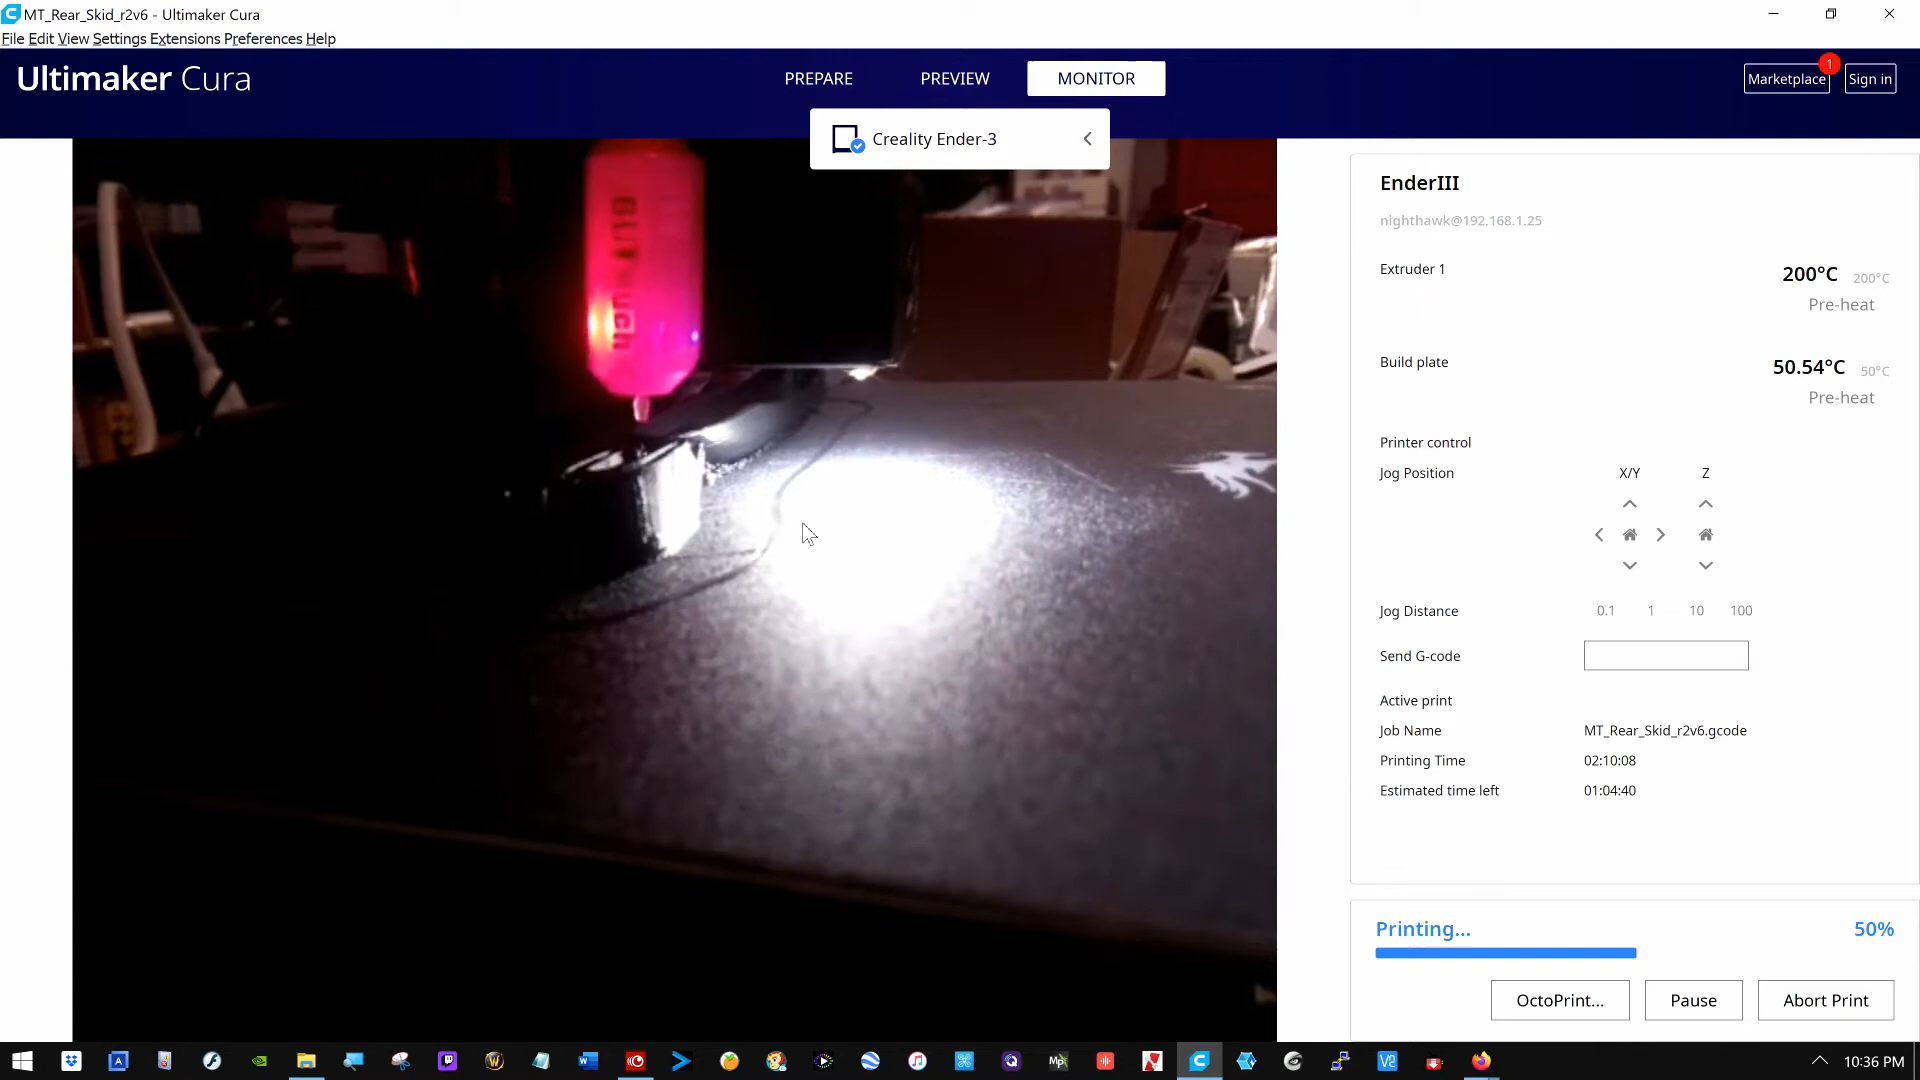 MT_Rear_Skid_r2v6 - Ultimaker Cura
File Edit View Settings Extensions Preferences Help
Ultimaker Cura
PREPARE
PREVIEW
MONITOR
Marketplace
1
Sign in
Creality Ender-3
EnderIII
nighthawk@192.168.1.25
Extruder 1
200°C 200°C
Pre-heat
Build plate
50.54°C 50°C
Pre-heat
Printer control
Jog Position
X/Y
Z
Jog Distance
0.1 1 10 100
Send G-code
Active print
Job Name
MT_Rear_Skid_r2v6.gcode
Printing Time
02:10:08
Estimated time left
01:04:40
Printing...
50%
OctoPrint...
Pause
Abort Print
10:36 PM